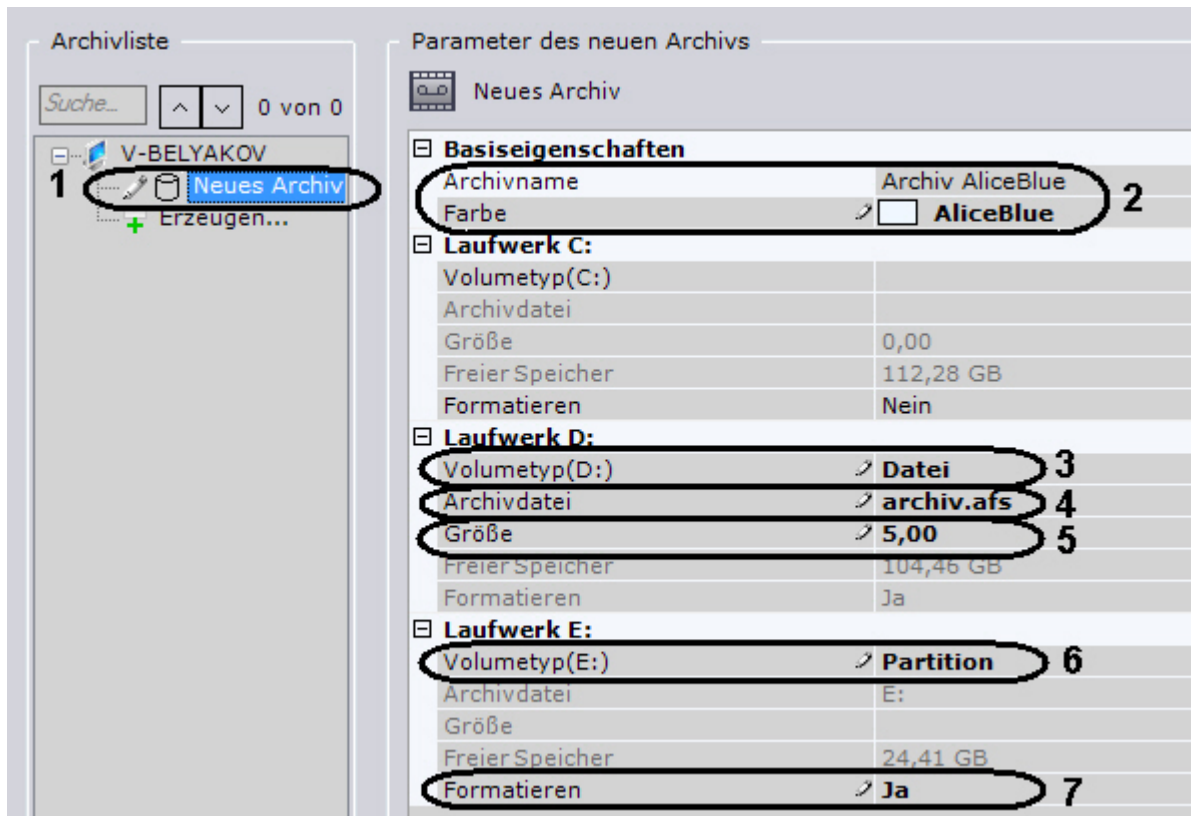 Archivliste
Suche...
0 von 0
V-BELYAKOV
1
Neues Archiv
Erzeugen...
Parameter des neuen Archivs
Neues Archiv
Basiseigenschaften
Archivname Archiv AliceBlue
Farbe AliceBlue
2
Laufwerk C:
Volumetyp(C:)
Archivdatei
Größe 0,00
Freier Speicher 112,28 GB
Formatieren Nein
Laufwerk D:
Volumetyp(D:) Datei 3
Archivdatei archiv.afs 4
Größe 5,00 5
Freier Speicher 104,46 GB
Formatieren Ja
Laufwerk E:
Volumetyp(E:) Partition 6
Archivdatei E:
Größe
Freier Speicher 24,41 GB
Formatieren Ja 7